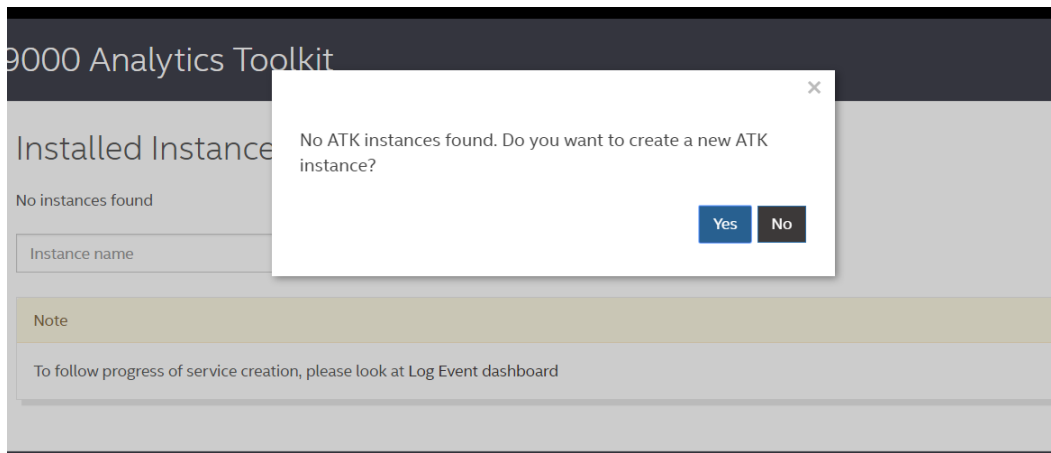 9000 Analytics Toolkit
×
No ATK instances found. Do you want to create a new ATK
instance?
Yes No
Installed Instance
No instances found
Instance name
Note
To follow progress of service creation, please look at Log Event dashboard